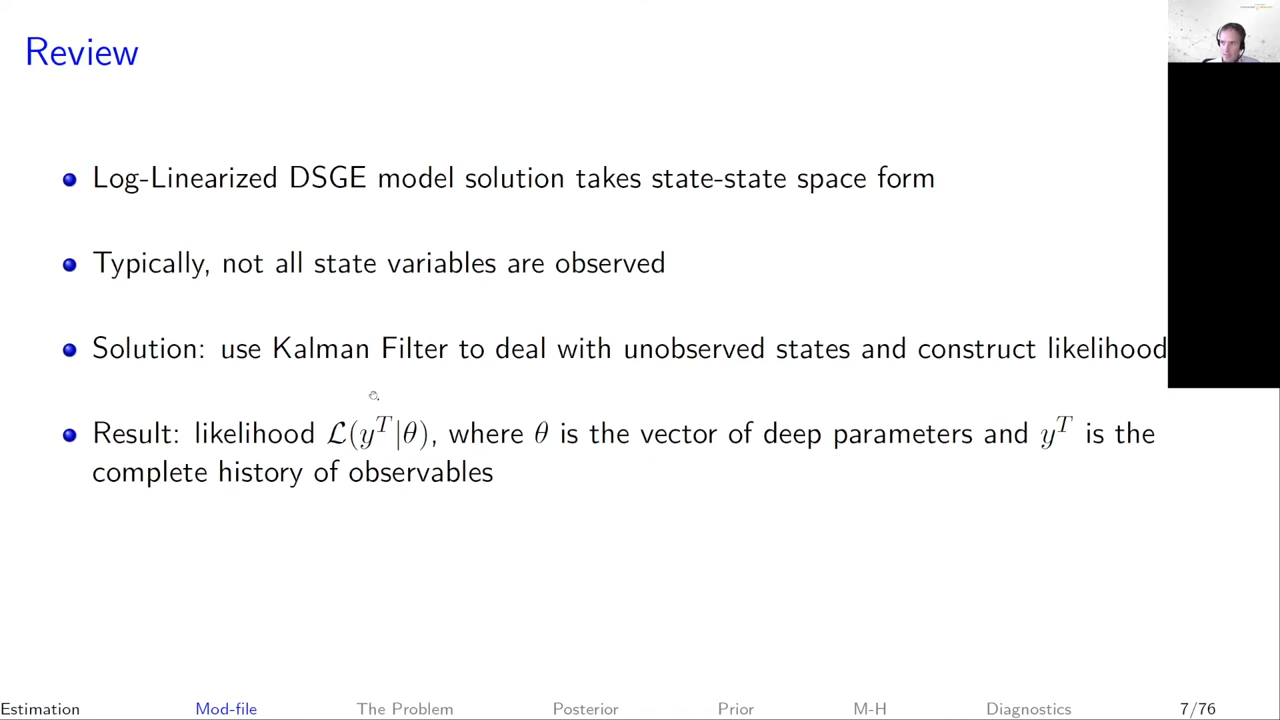 Review
Log-Linearized DSGE model solution takes state-state space form
Typically, not all state variables are observed
Solution: use Kalman Filter to deal with unobserved states and construct likelihood
Result: likelihood ℒ(y^T|θ), where θ is the vector of deep parameters and y^T is the
complete history of observables
Estimation Mod-file The Problem Posterior Prior M-H Diagnostics 7/76